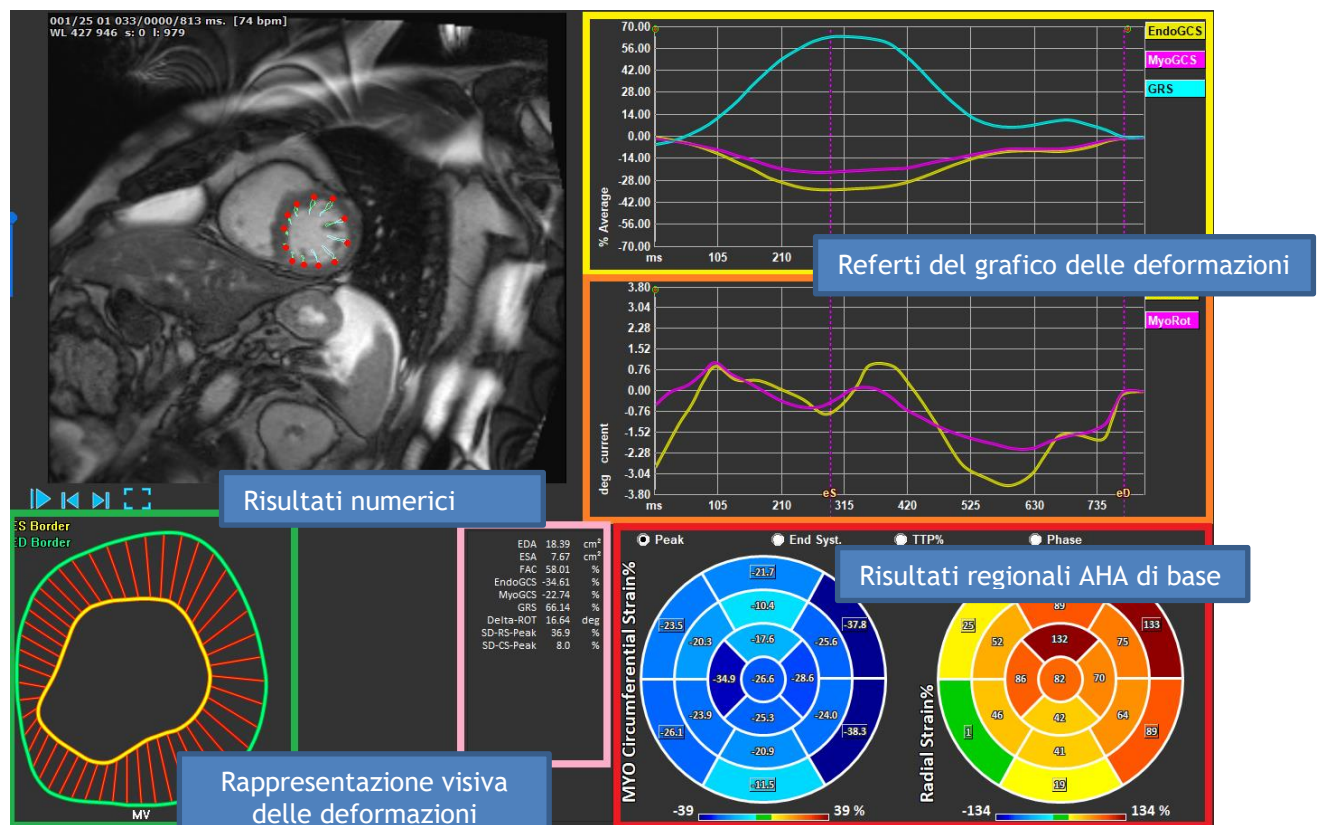 001/25 01 033/0000/813 ms. [74 bpm]
WL 427 946 s: 0 l: 979
70.00
56.00
42.00
28.00
14.00
0.00
-14.00
-28.00
-42.00
-56.00
-70.00
% Average
ms 105 210
EndoGCS
MyoGCS
GRS
Referti del grafico delle deformazioni
3.80
3.04
2.28
1.52
0.76
0.00
-0.76
-1.52
-2.28
-3.04
-3.80
deg current
eS eD
ms 105 210 315 420 525 630 735
MyoRot
Risultati numerici
ES Border
ED Border
MV
Rappresentazione visiva
delle deformazioni
EDA 18.39 cm²
ESA 7.67 cm²
FAC 58.01 %
EndoGCS -34.61 %
MyoGCS -22.74 %
GRS 66.14 %
Delta-ROT 16.64 deg
SD-RS-Peak 36.9 %
SD-CS-Peak 8.0 %
Peak End Syst. TTP% Phase
Risultati regionali AHA di base
MYO Circumferential Strain%
-21.7
-10.4
-23.5 -37.8
-20.3 -17.6 -25.6
-34.9 -26.6 -28.6
-23.9 -25.3 -24.0
-26.1 -38.3
-20.9
-11.5
-39 39 %
Radial Strain%
89
25 133
52 132 75
86 82 70
46 42 64
1 89
41
19
-134 134 %